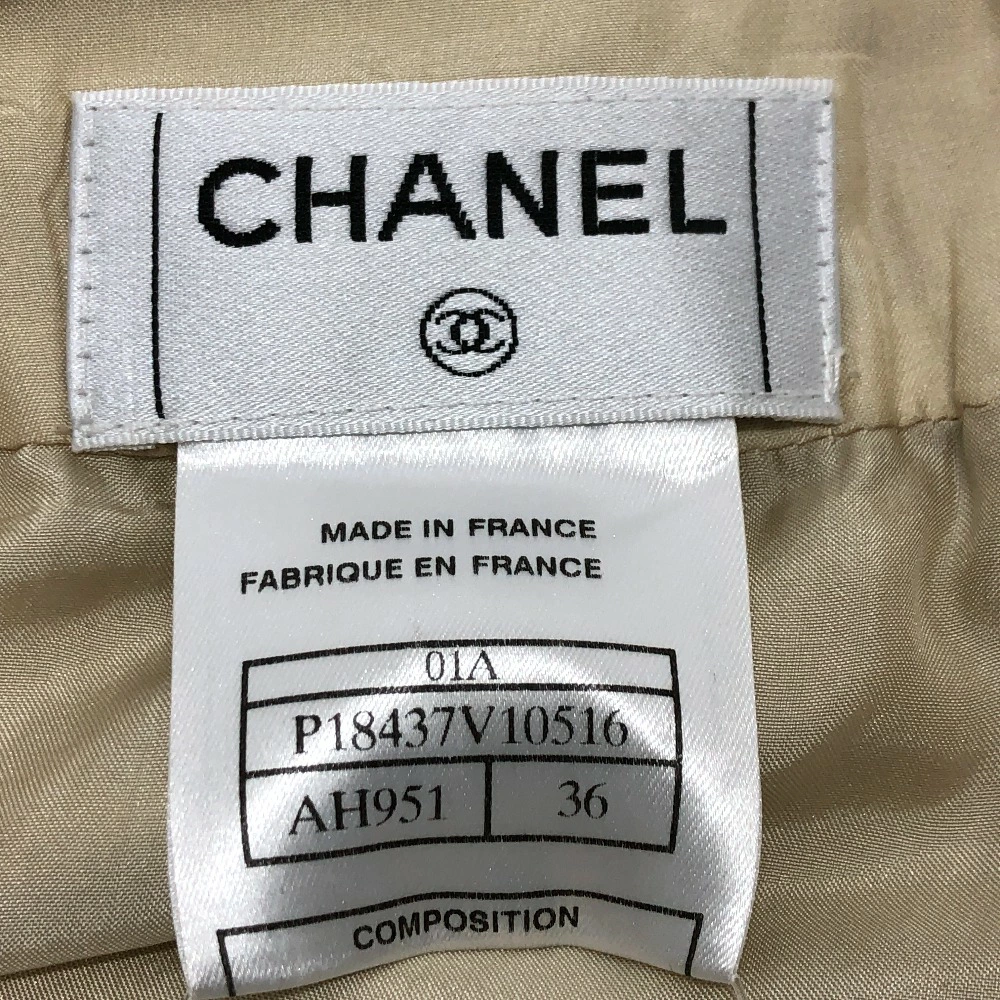 CHANEL
MADE IN FRANCE
FABRIQUE EN FRANCE
01A
P18437V10516
AH951 36
COMPOSITION